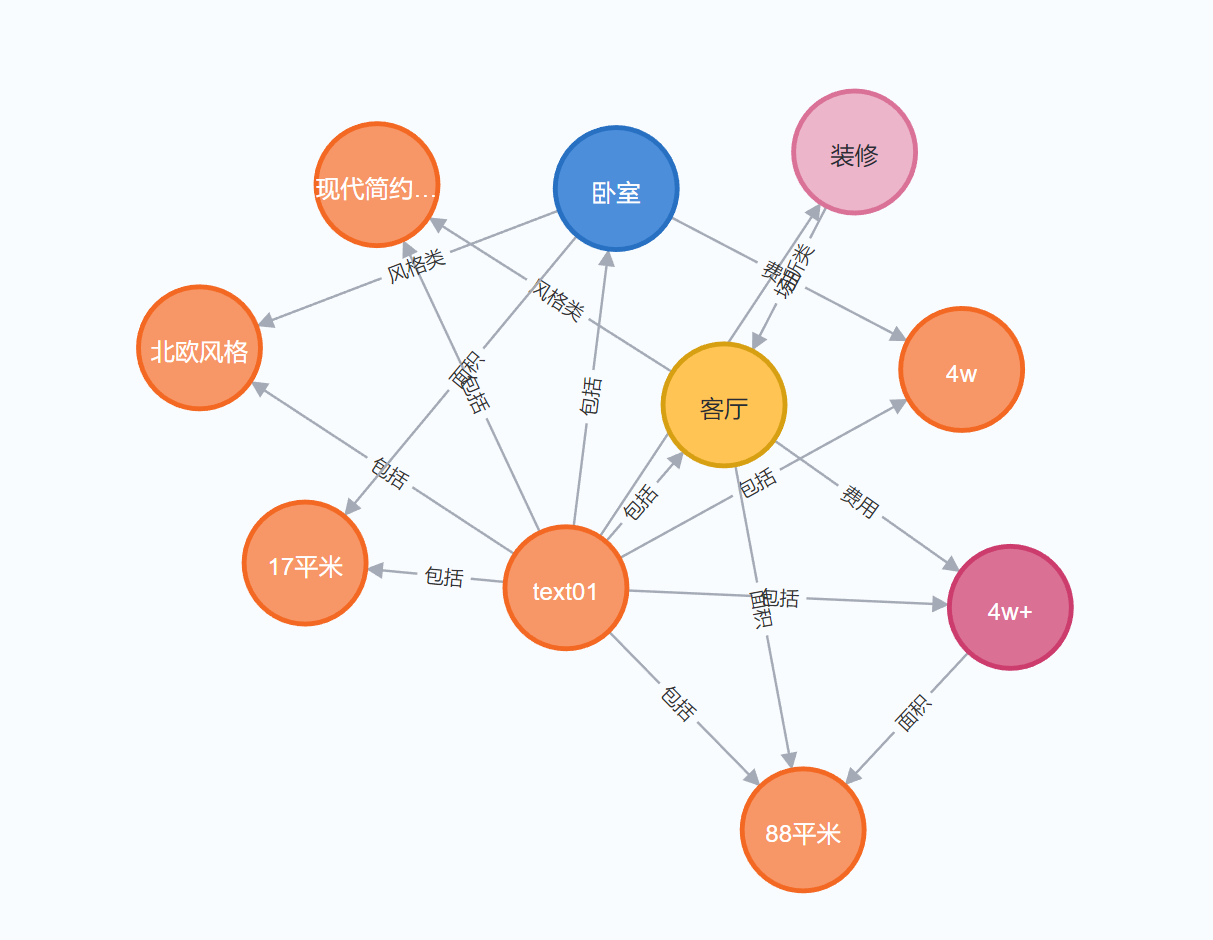 装修
现代简约…
卧室
风格类
费用
场所类
风格类
北欧风格
面积
包括
包括
4w
客厅
包括
包括
包括
费用
17平米
包括
text01
包括
面积
4w+
包括
面积
88平米